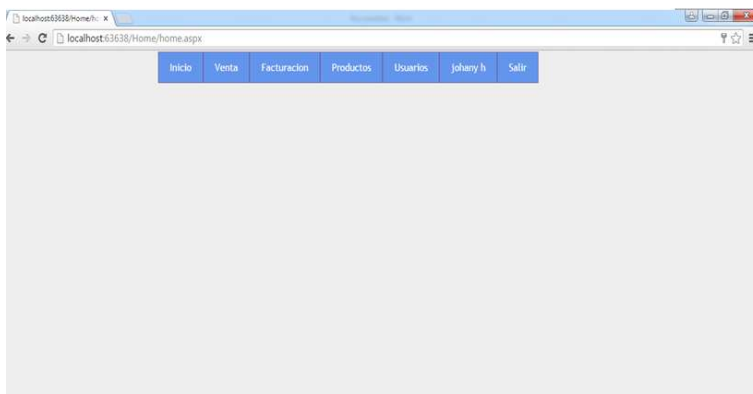 localhost:63638/Home/h
localhost:63638/Home/home.aspx
Inicio Venta Facturacion Productos Usuarios johany h Salir